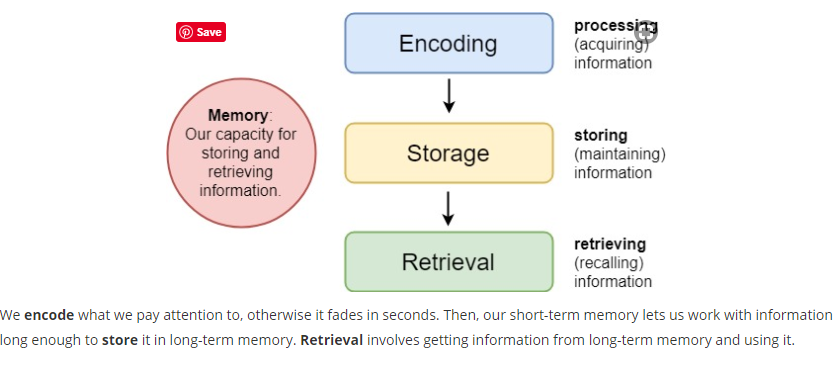 Save
Memory:
Our capacity for
storing and
retrieving
information.
Encoding
processing
(acquiring)
information
Storage
storing
(maintaining)
information
Retrieval
retrieving
(recalling)
information
We encode what we pay attention to, otherwise it fades in seconds. Then, our short-term memory lets us work with information
long enough to store it in long-term memory. Retrieval involves getting information from long-term memory and using it.